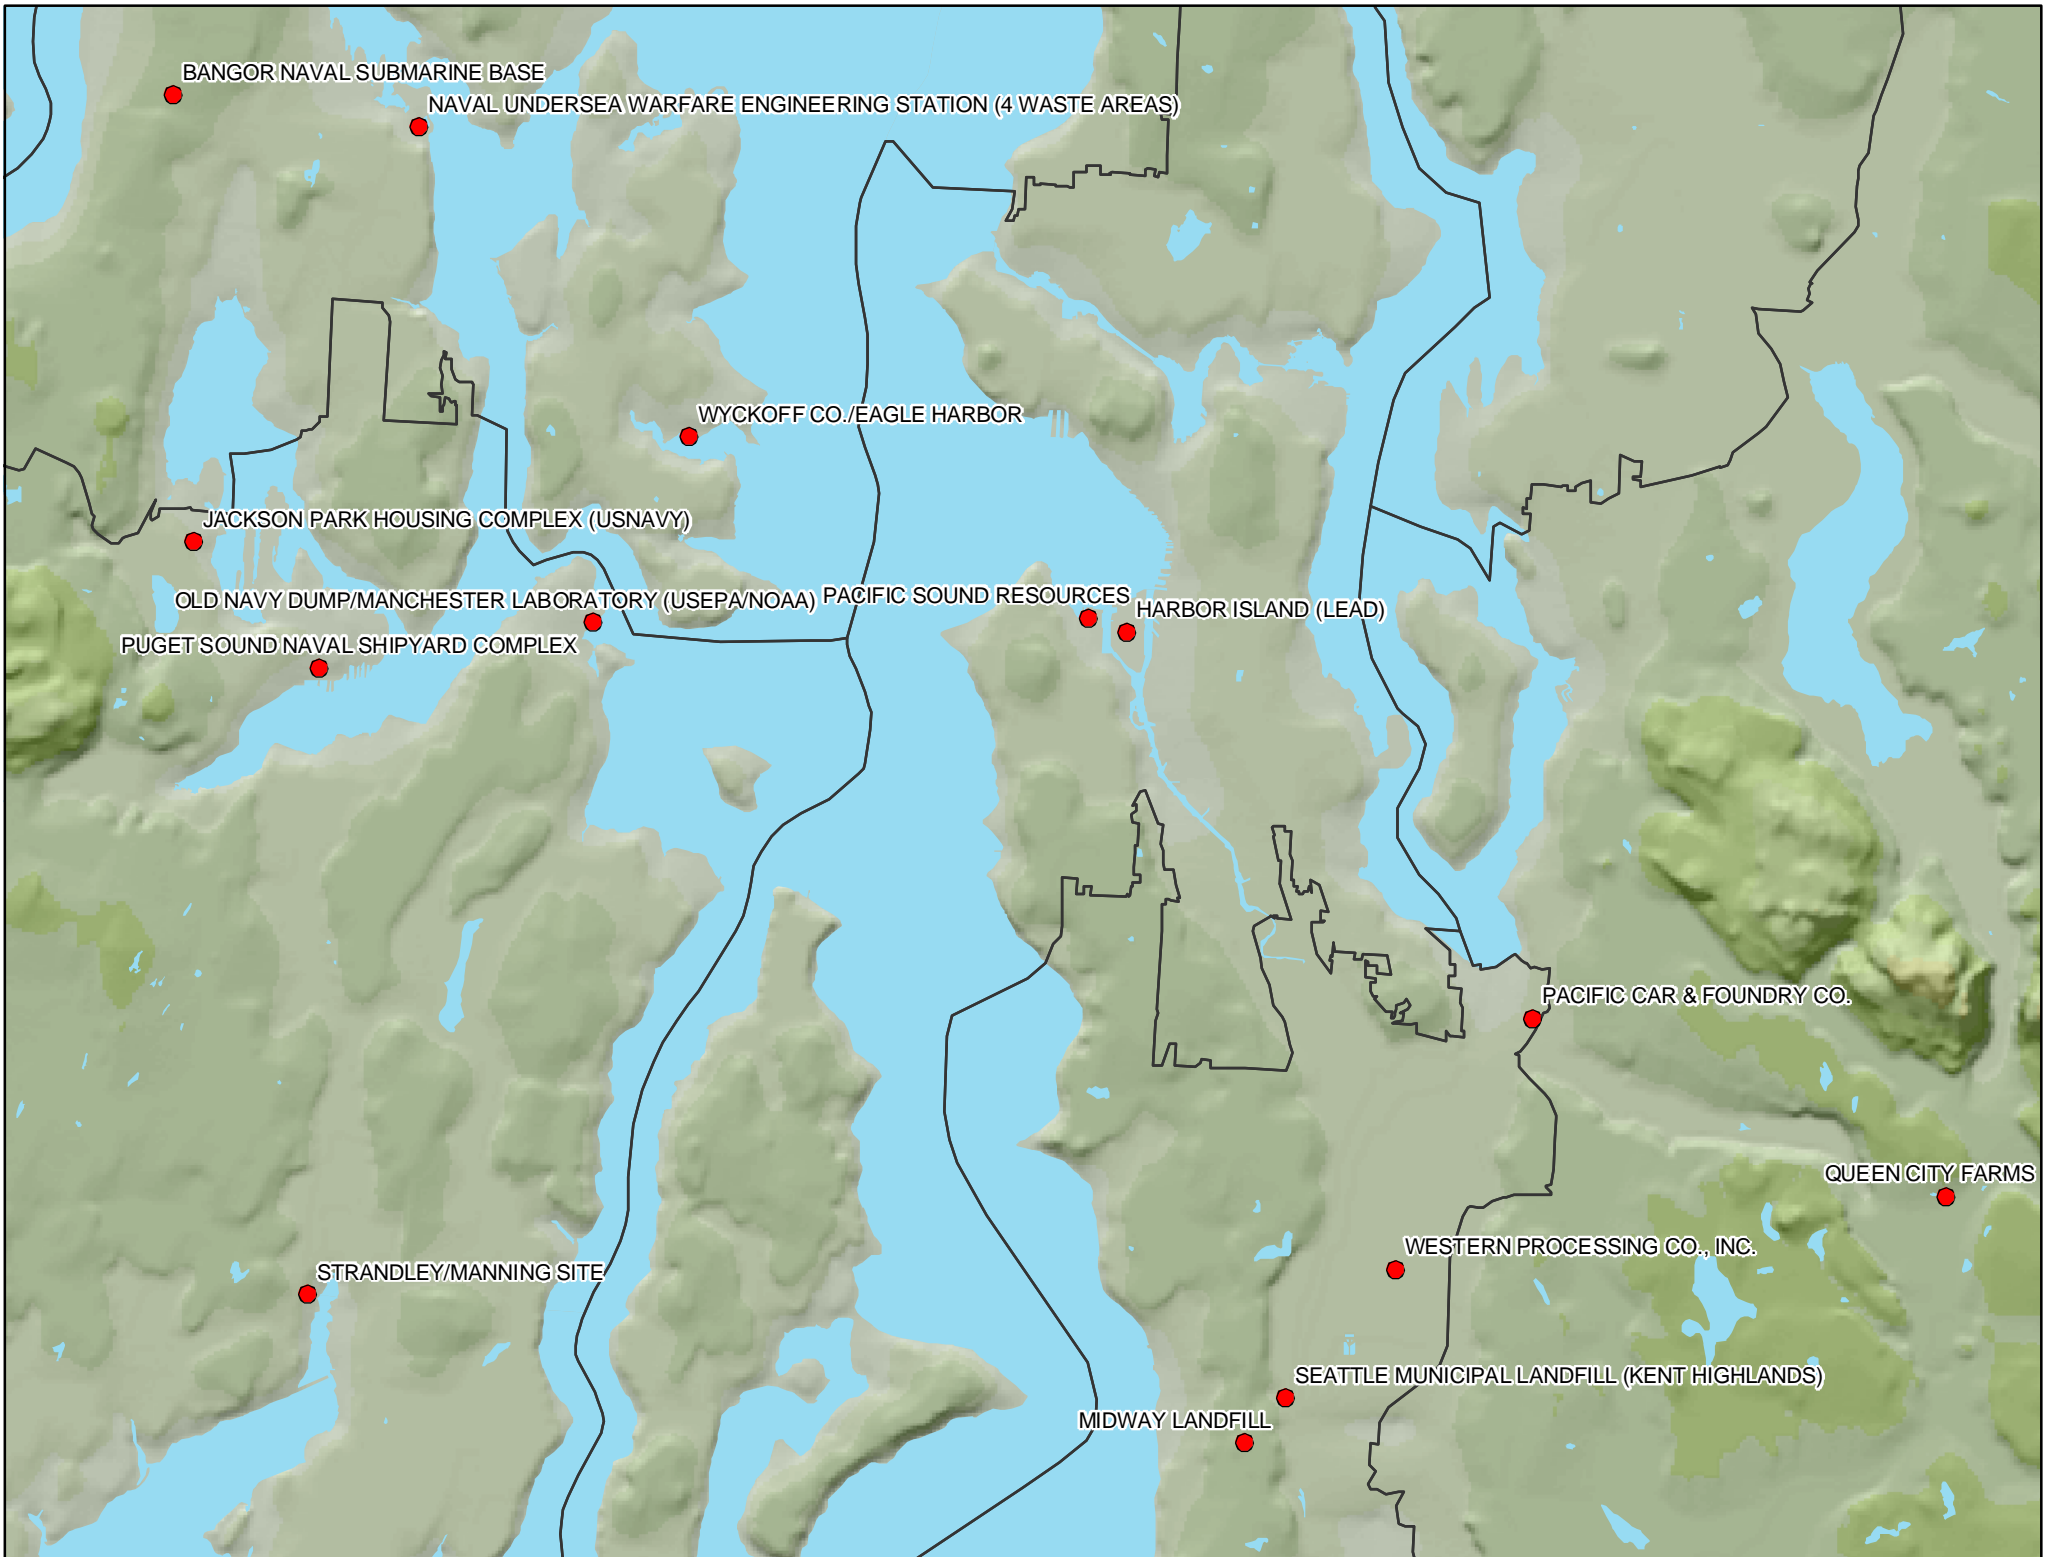 BANGOR NAVAL SUBMARINE BASE
NAVAL UNDERSEA WARFARE ENGINEERING STATION (4 WASTE AREAS)
WYCKOFF CO./EAGLE HARBOR
JACKSON PARK HOUSING COMPLEX (USNAVY)
OLD NAVY DUMP/MANCHESTER LABORATORY (USEPA/NOAA)
PACIFIC SOUND RESOURCES
HARBOR ISLAND (LEAD)
PUGET SOUND NAVAL SHIPYARD COMPLEX
PACIFIC CAR & FOUNDRY CO.
QUEEN CITY FARMS
WESTERN PROCESSING CO., INC.
STRANDLEY/MANNING SITE
SEATTLE MUNICIPAL LANDFILL (KENT HIGHLANDS)
MIDWAY LANDFILL